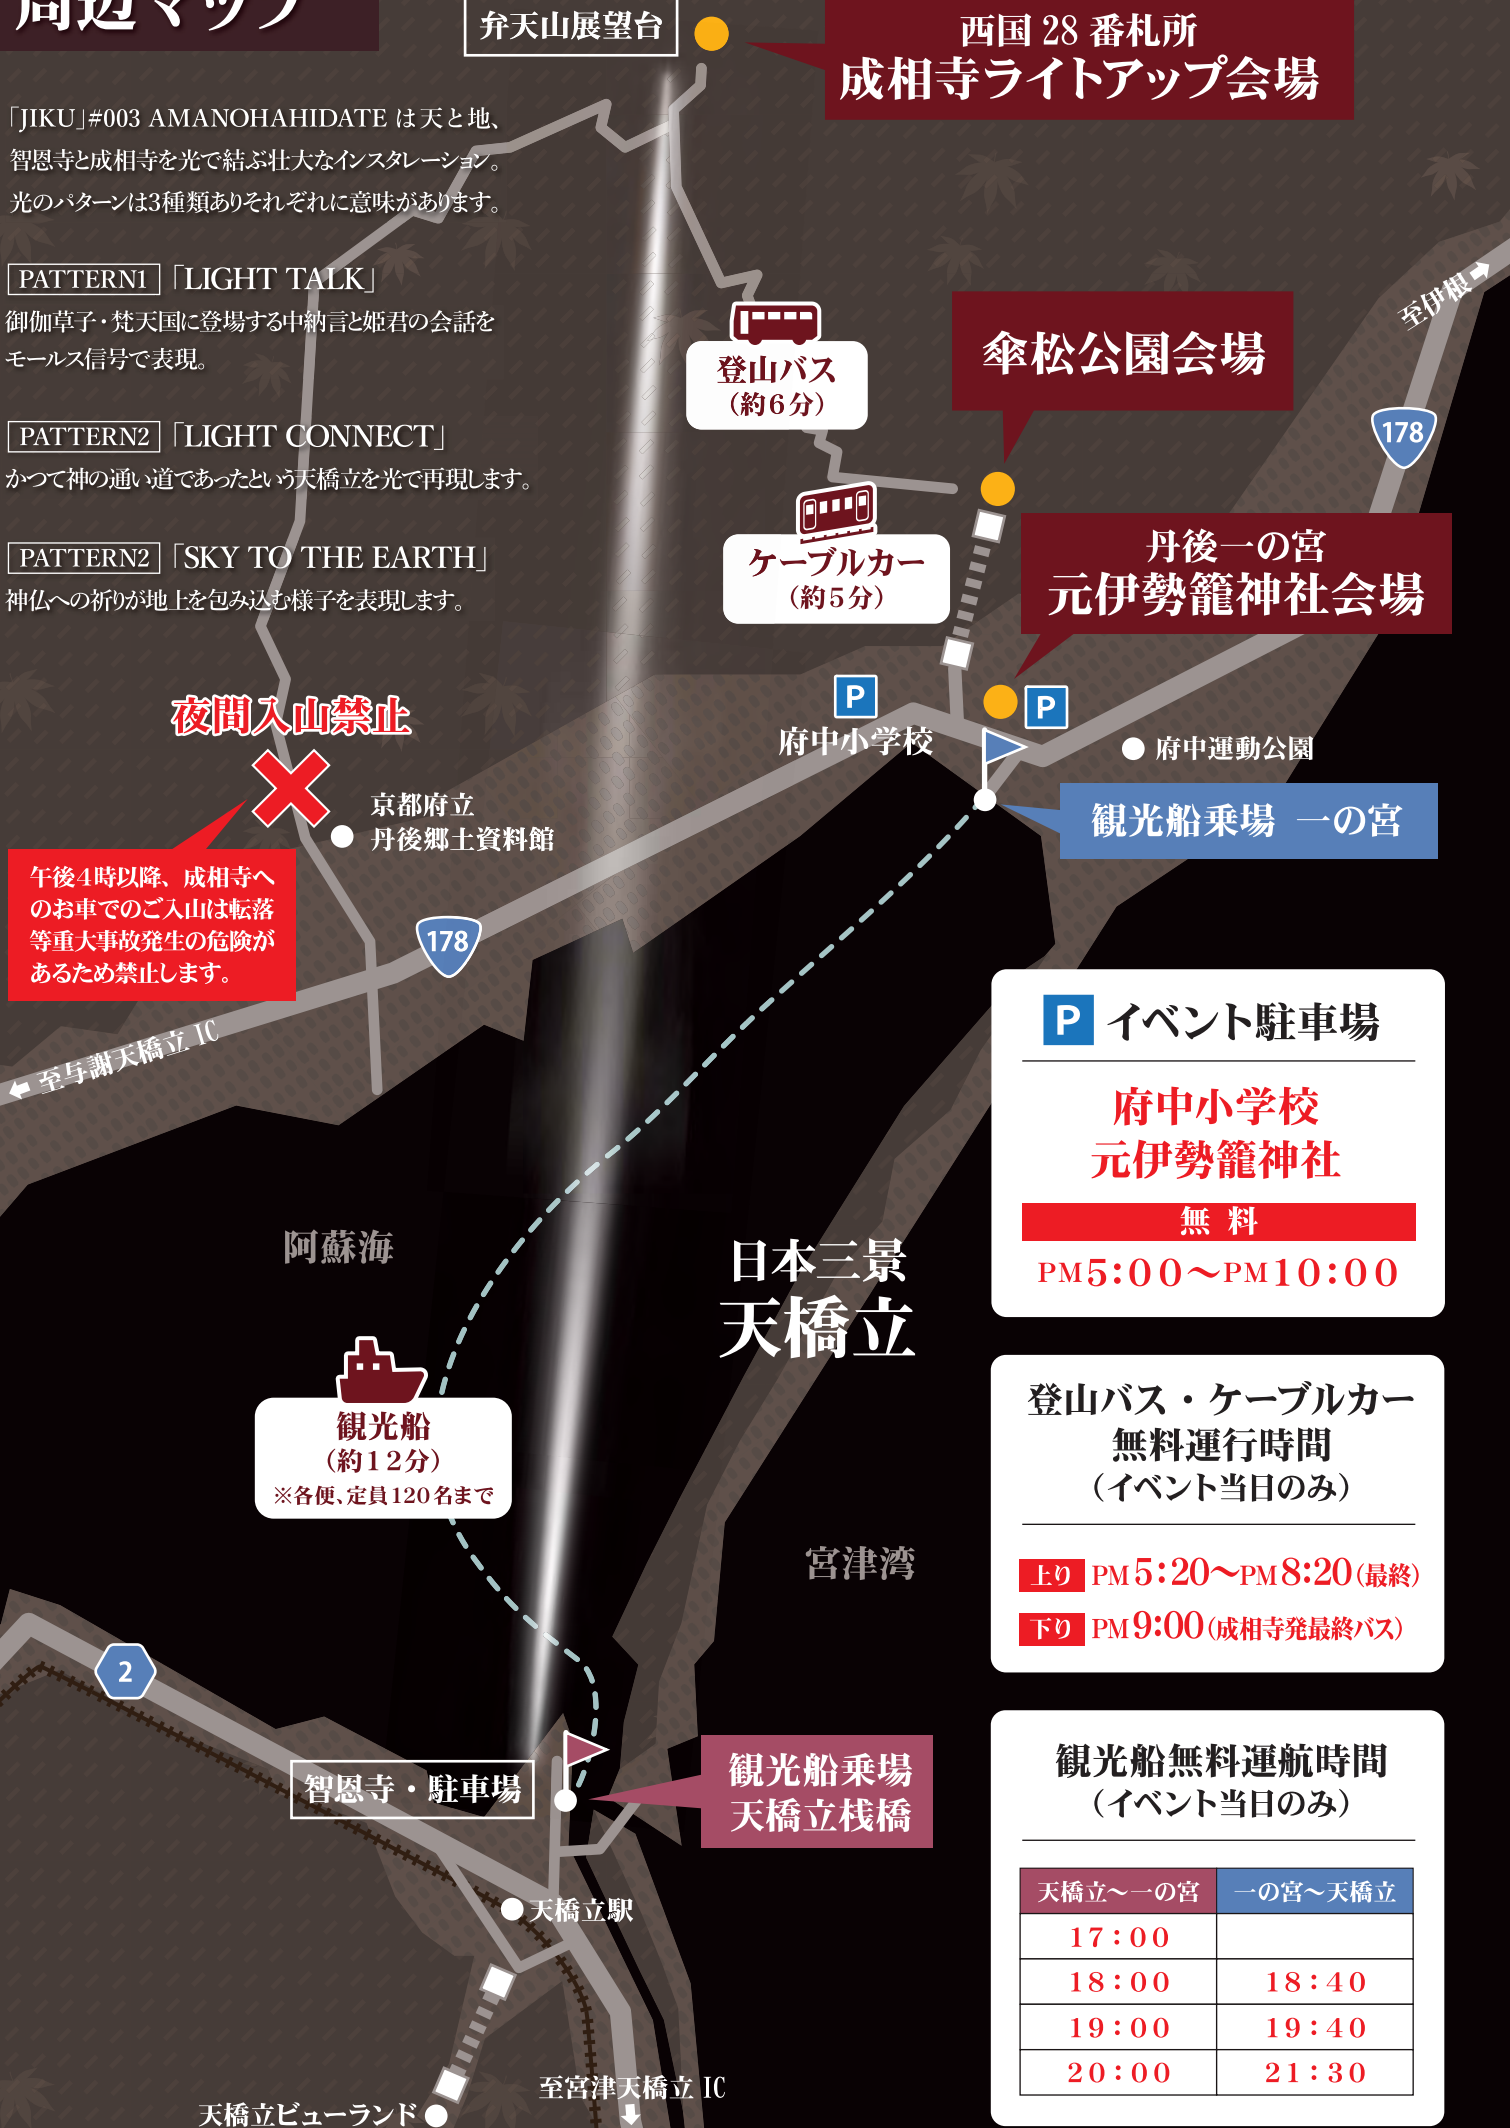 周辺マップ
弁天山展望台
西国 28 番札所
成相寺ライトアップ会場
「JIKU」#003 AMANOHAHIDATE は天と地、
智恩寺と成相寺を光で結ぶ壮大なインスタレーション。
光のパターンは3種類ありそれぞれに意味があります。
PATTERN1 「LIGHT TALK」
御伽草子・梵天国に登場する中納言と姫君の会話を
モールス信号で表現。
PATTERN2 「LIGHT CONNECT」
かつて神の通い道であったという天橋立を光で再現します。
PATTERN2 「SKY TO THE EARTH」
神仏への祈りが地上を包み込む様子を表現します。
至伊根
178
登山バス
（約6分）
傘松公園会場
ケーブルカー
（約5分）
丹後一の宮
元伊勢籠神社会場
P
府中小学校
P
府中運動公園
観光船乗場 一の宮
夜間入山禁止
京都府立
丹後郷土資料館
午後4時以降、成相寺へ
のお車でのご入山は転落
等重大事故発生の危険が
あるため禁止します。
178
至与謝天橋立 IC
P イベント駐車場
府中小学校
元伊勢籠神社
無 料
PM5:00〜PM10:00
阿蘇海
日本三景
天橋立
観光船
（約12分）
※各便、定員120名まで
宮津湾
登山バス・ケーブルカー
無料運行時間
（イベント当日のみ）
上り PM5:20〜PM8:20（最終）
下り PM9:00（成相寺発最終バス）
2
智恩寺・駐車場
観光船乗場
天橋立桟橋
天橋立駅
至宮津天橋立 IC
天橋立ビューランド
観光船無料運航時間
（イベント当日のみ）
天橋立〜一の宮 一の宮〜天橋立
17：00
18：00 18：40
19：00 19：40
20：00 21：30